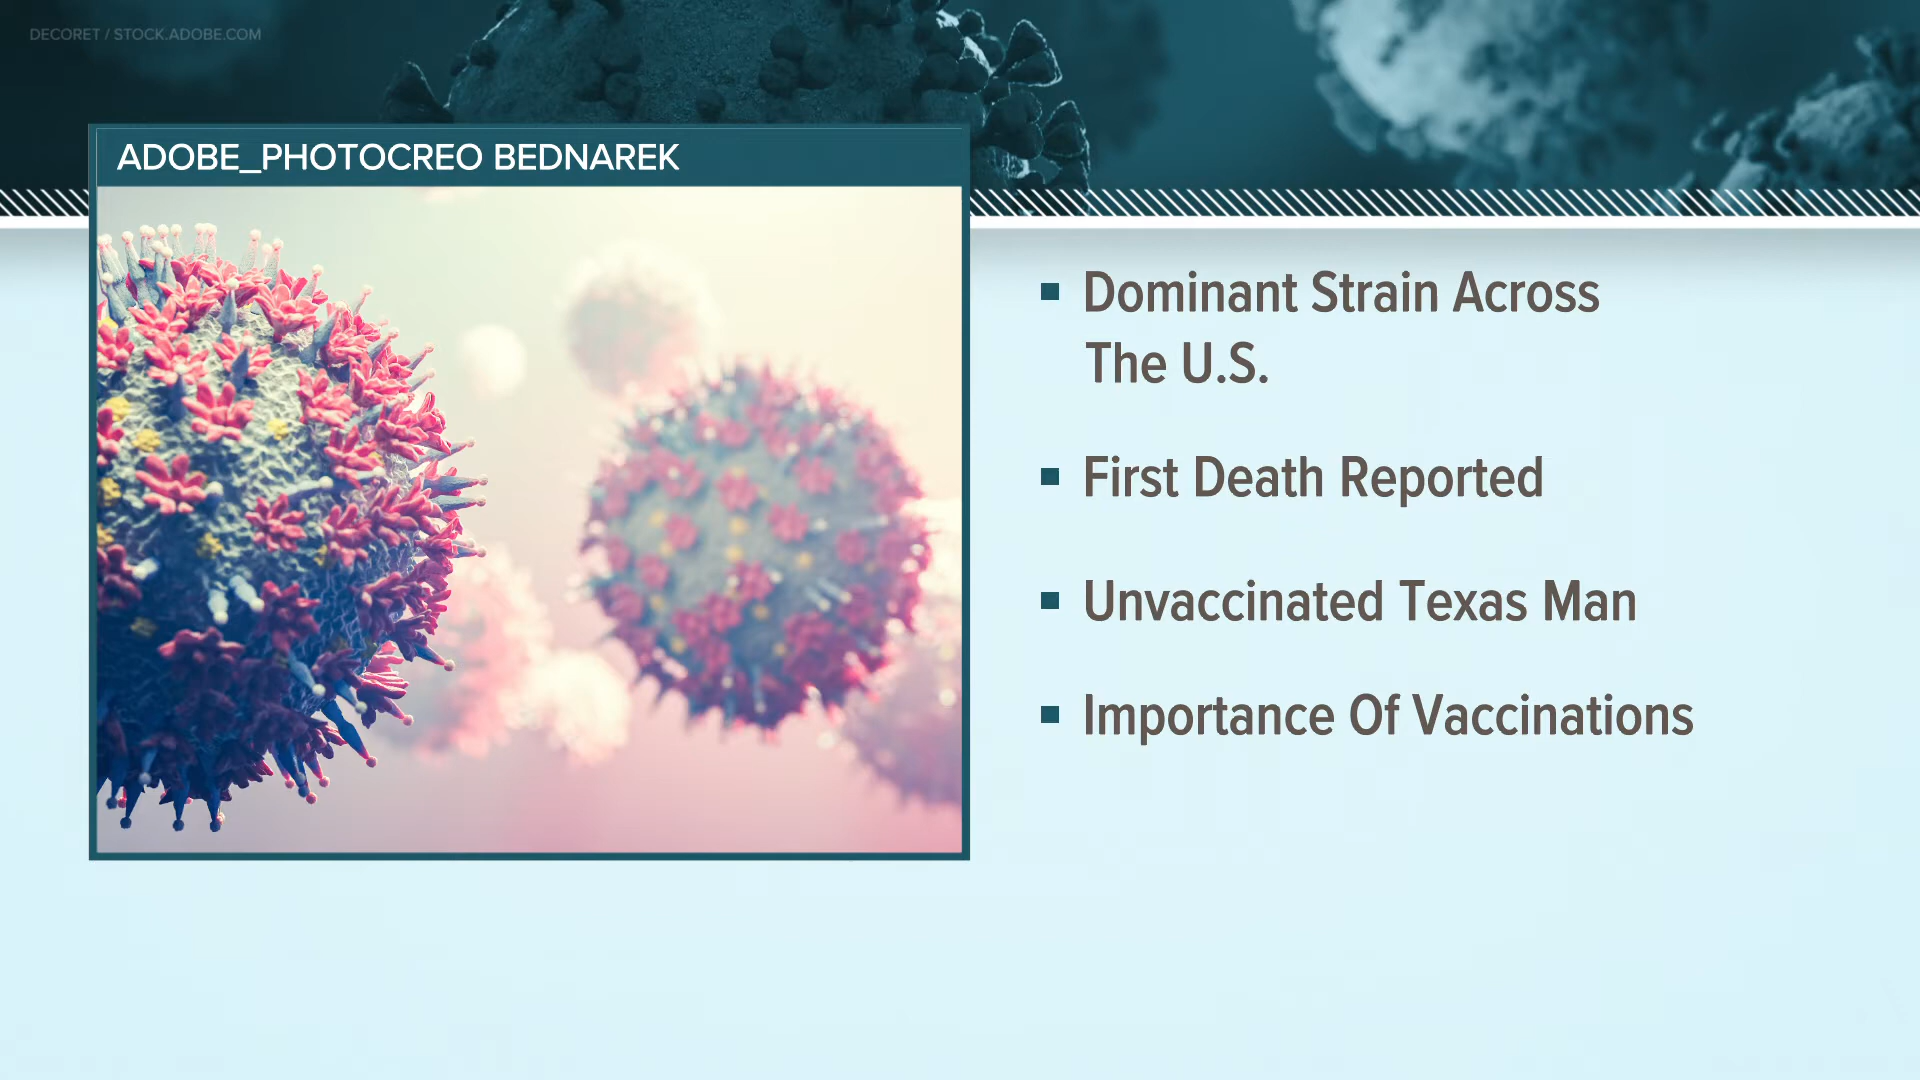 DECORET / STOCK.ADOBE.COM
ADOBE_PHOTOCREO BEDNAREK
Dominant Strain Across
The U.S.
First Death Reported
Unvaccinated Texas Man
Importance Of Vaccinations